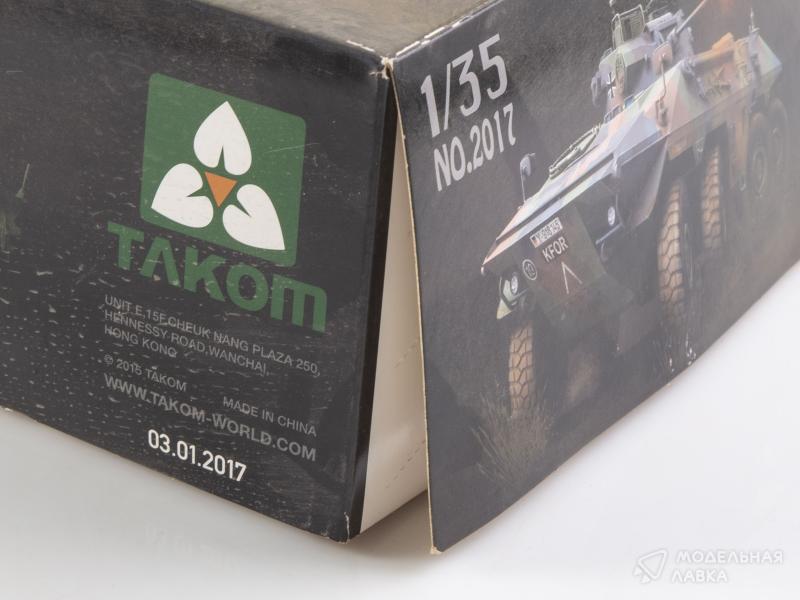 TAKOM
UNIT E,15F,CHEUK NANG PLAZA 250,
HENNESSY ROAD,WANCHAI,
HONG KONG
© 2015 TAKOM
MADE IN CHINA
WWW.TAKOM-WORLD.COM
03.01.2017
1/35
NO.2017
KFOR
МОДЕЛЬНАЯ
ЛАВКА